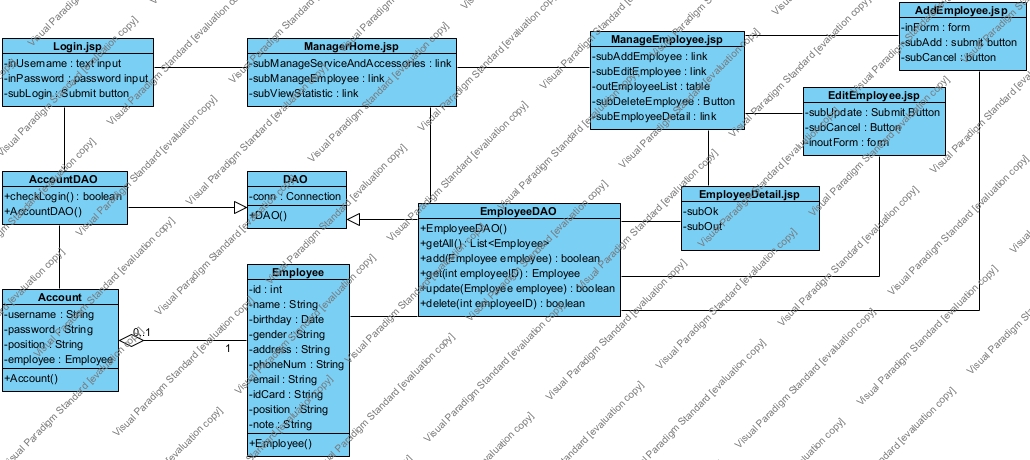 Login.jsp
-inUsername : text input
-inPassword : password input
-subLogin : Submit button
ManagerHome.jsp
-subManageServiceAndAccessories : link
-subManageEmployee : link
-subViewStatistic : link
ManageEmployee.jsp
-subAddEmployee : link
-subEditEmployee : link
-outEmployeeList : table
-subDeleteEmployee : Button
-subEmployeeDetail : link
AddEmployee.jsp
-inForm : form
-subAdd : submit button
-subCancel : button
EditEmployee.jsp
-subUpdate : Submit Button
-subCancel : Button
-inoutForm : form
AccountDAO
+checkLogin() : boolean
+AccountDAO()
DAO
-conn : Connection
+DAO()
EmployeeDAO
+EmployeeDAO()
+getAll() : List<Employee>
+add(Employee employee) : boolean
+get(int employeeID) : Employee
+update(Employee employee) : boolean
+delete(int employeeID) : boolean
EmployeeDetail.jsp
-subOk
-subOut
Account
-username : String
-password : String
-position : String
-employee : Employee
+Account()
0..1
1
Employee
-id : int
-name : String
-birthday : Date
-gender : String
-address : String
-phoneNum : String
-email : String
-idCard : String
-position : String
-note : String
+Employee()
Visual Paradigm Standard [evaluation copy]